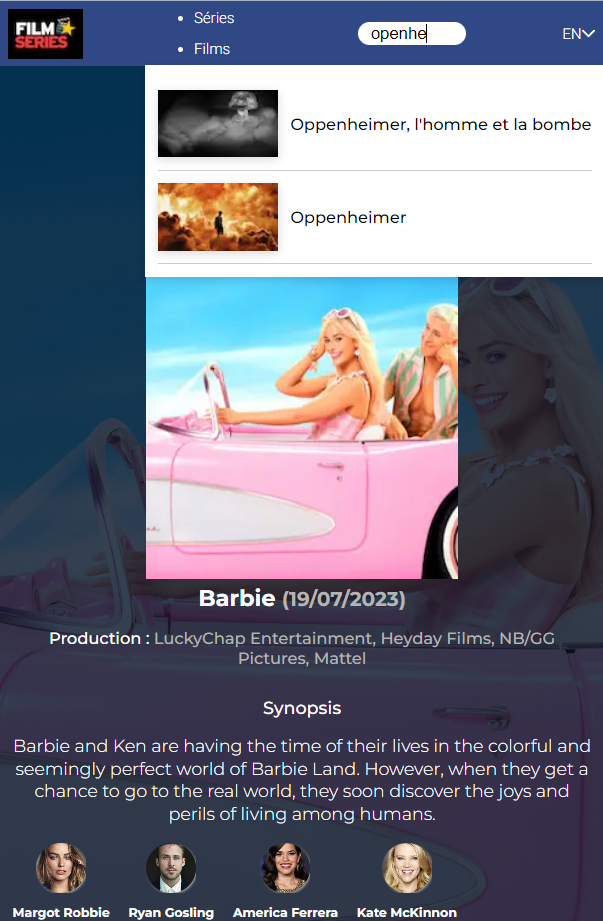 FILM
SERIES
Séries
Films
openhe
EN
Oppenheimer, l'homme et la bombe
Oppenheimer
Barbie (19/07/2023)
Production : LuckyChap Entertainment, Heyday Films, NB/GG
Pictures, Mattel
Synopsis
Barbie and Ken are having the time of their lives in the colorful and
seemingly perfect world of Barbie Land. However, when they get a
chance to go to the real world, they soon discover the joys and
perils of living among humans.
Margot Robbie Ryan Gosling America Ferrera Kate McKinnon